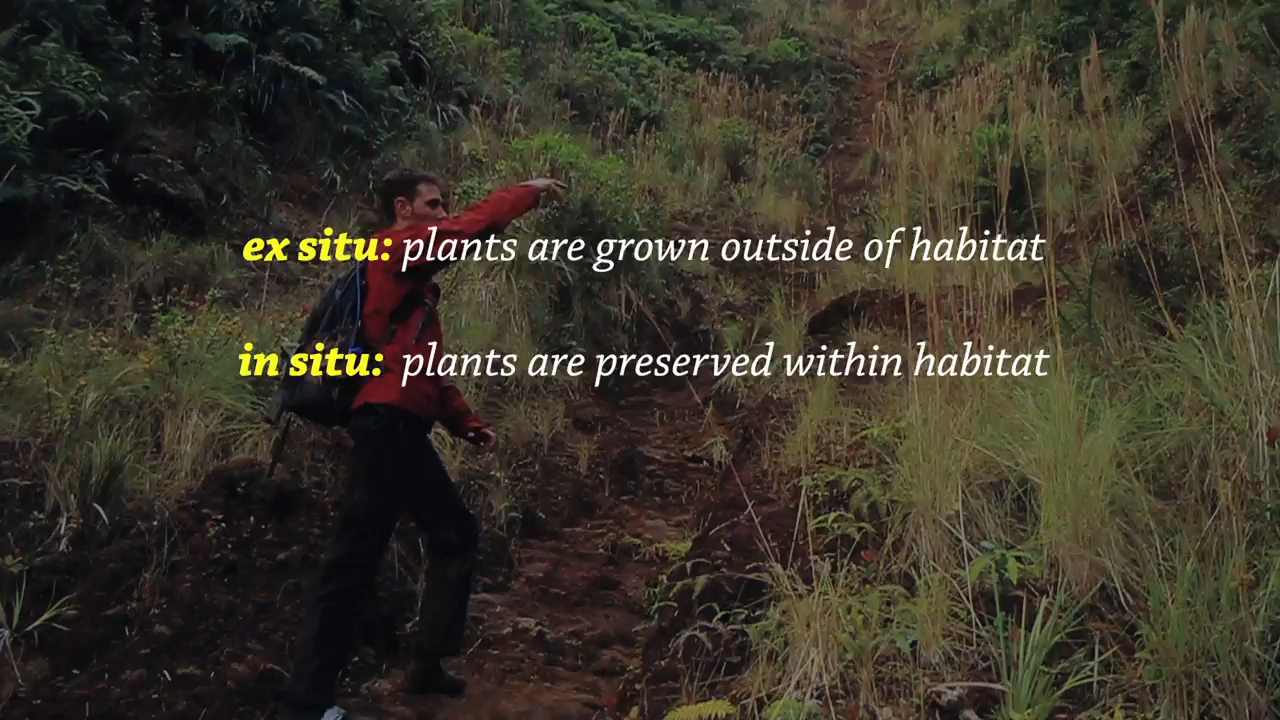 ex situ: plants are grown outside of habitat
in situ: plants are preserved within habitat